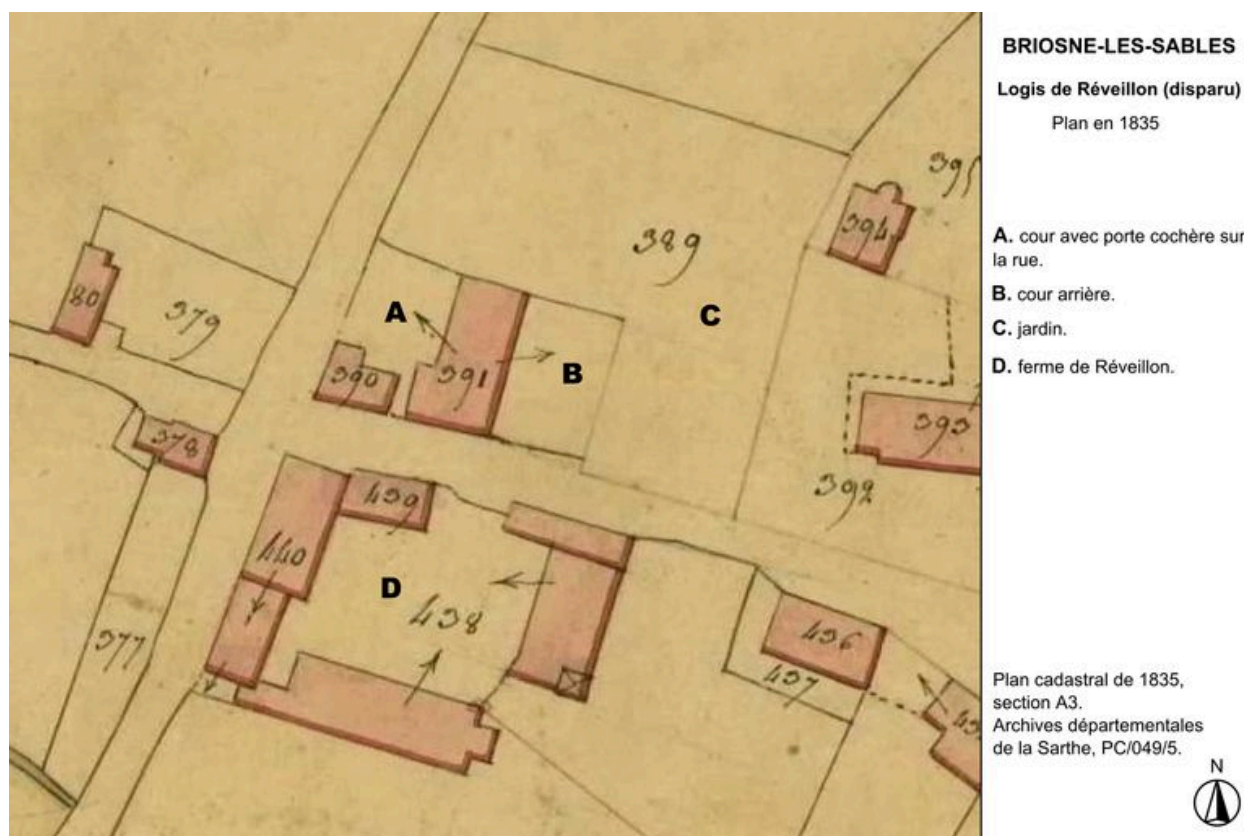 BRIOSNE-LES-SABLES
Logis de Réveillon (disparu)
Plan en 1835
A. cour avec porte cochère sur
la rue.
B. cour arrière.
C. jardin.
D. ferme de Réveillon.
Plan cadastral de 1835,
section A3.
Archives départementales
de la Sarthe, PC/049/5.
N
395
394
389
A
C
80
379
B
390
391
393
378
392
439
440
D
438
436
377
437